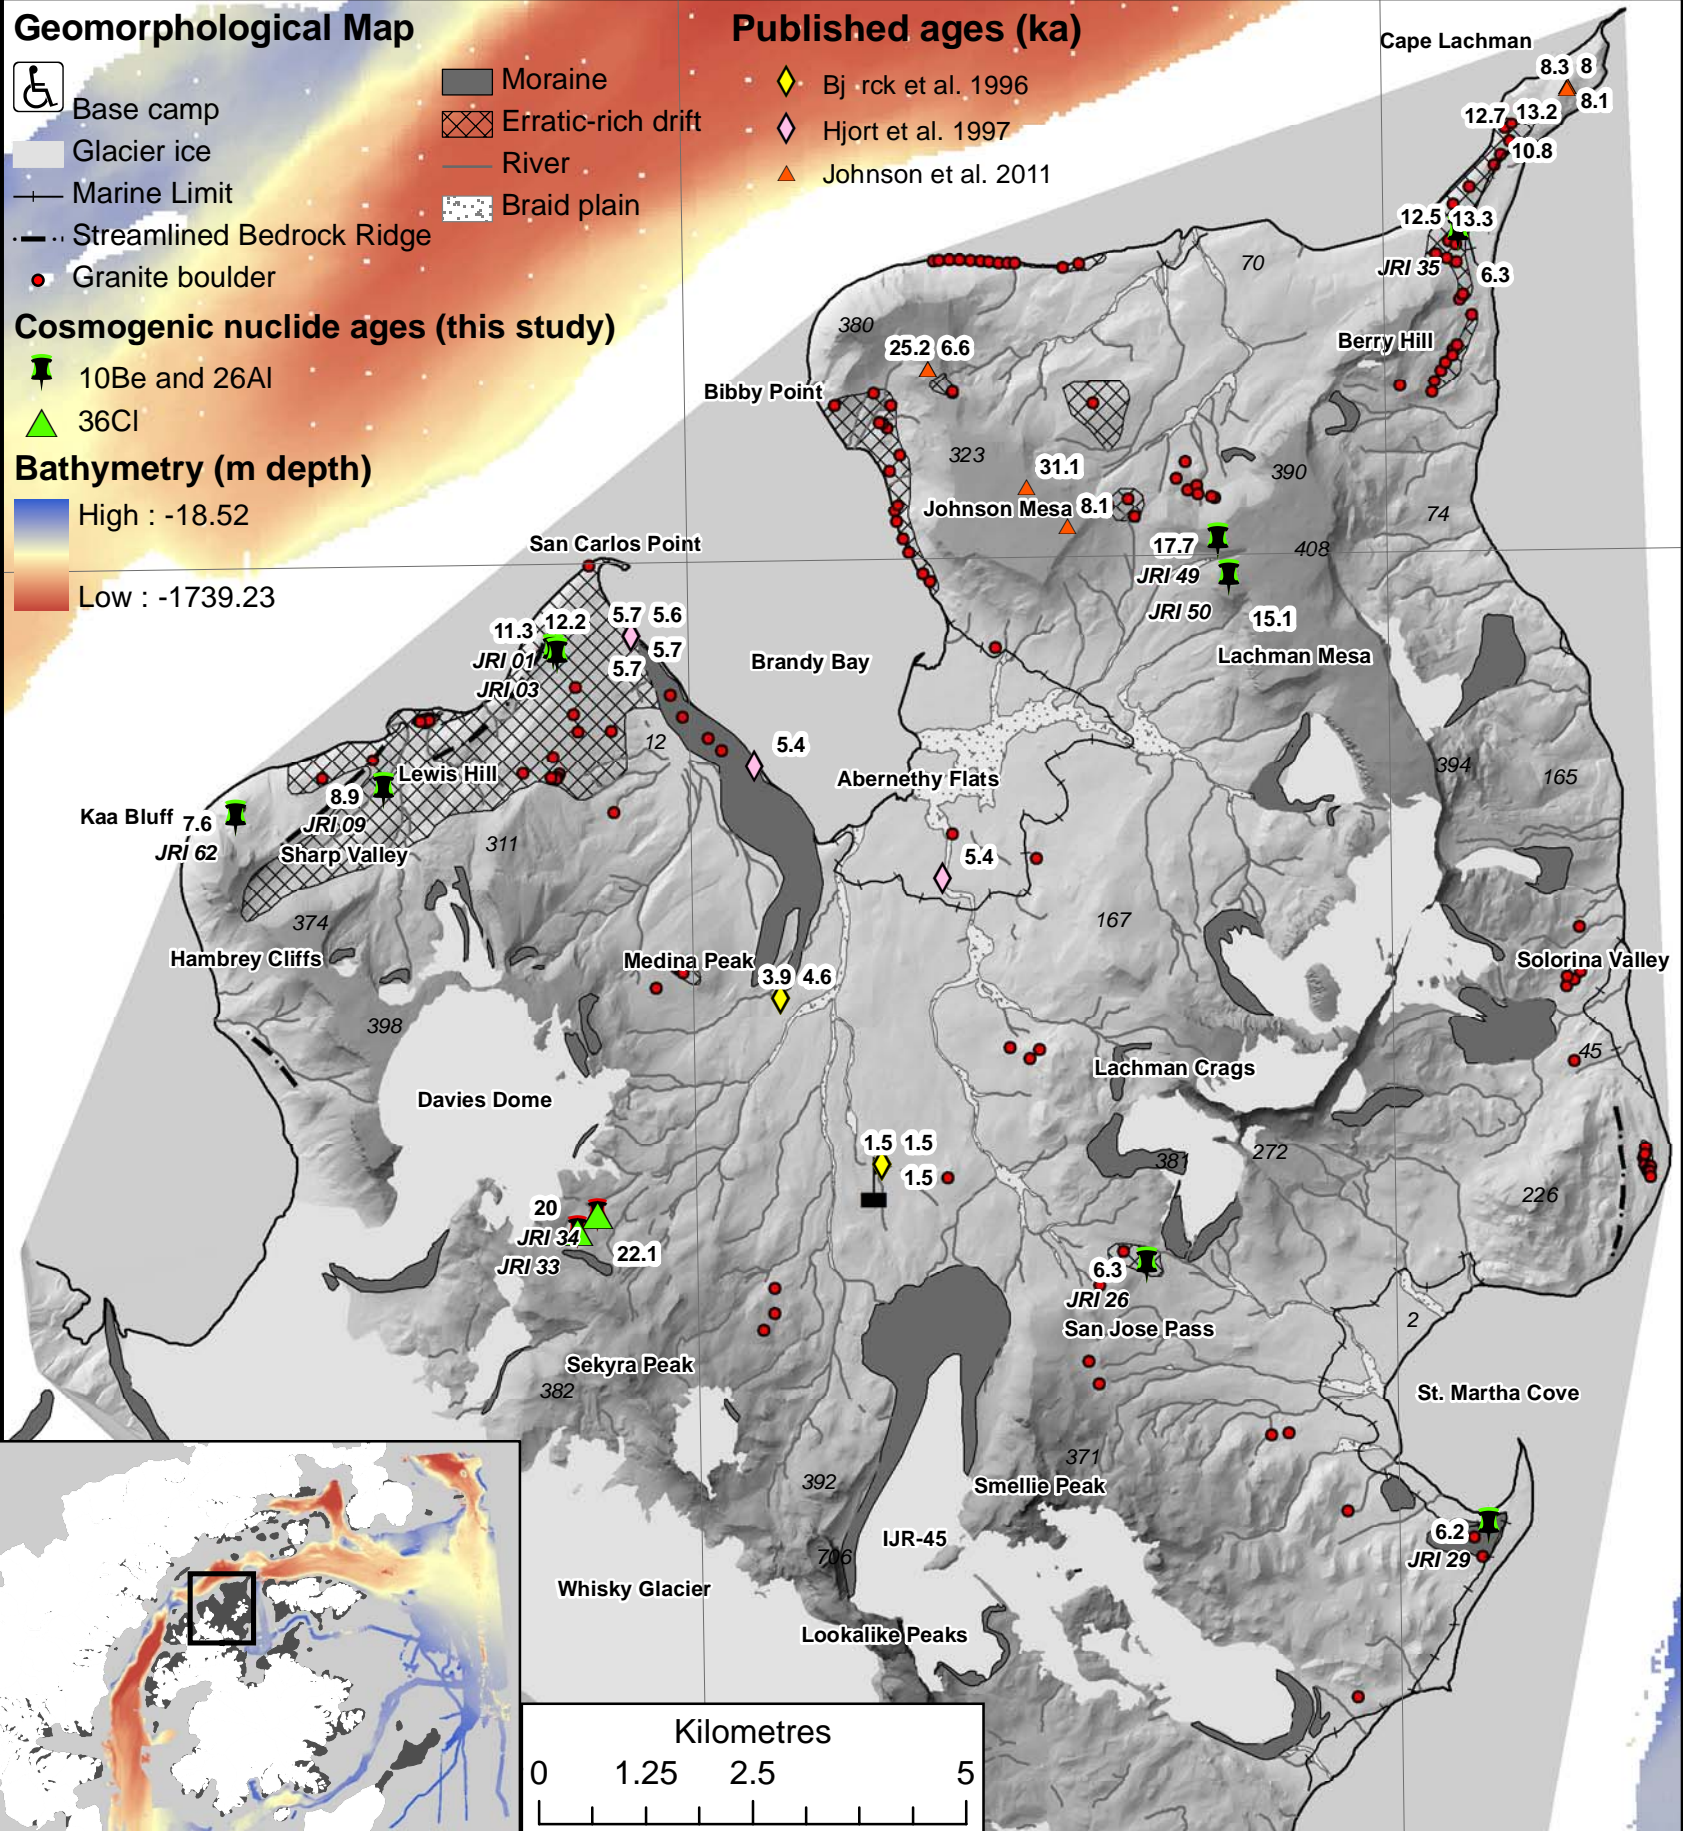 Geomorphological Map
Base camp
Glacier ice
Marine Limit
Streamlined Bedrock Ridge
Granite boulder
Moraine
Erratic-rich drift
River
Braid plain
Published ages (ka)
Bj rck et al. 1996
Hjort et al. 1997
Johnson et al. 2011
Cosmogenic nuclide ages (this study)
10Be and 26Al
36Cl
Bathymetry (m depth)
High : -18.52
Low : -1739.23
Cape Lachman
8.3 8
8.1
12.7 13.2
10.8
12.5 13.3
JRI 35
6.3
70
380
Berry Hill
25.2 6.6
Bibby Point
323
31.1
390
Johnson Mesa 8.1
74
17.7
408
JRI 49
JRI 50
15.1
Lachman Mesa
San Carlos Point
11.3 12.2
5.7 5.6
JRI 01
5.7 5.7
JRI 03
Brandy Bay
12
5.4
Lewis Hill
Abernethy Flats
394
165
8.9
Kaa Bluff 7.6
JRI 09
JRI 62
311
Sharp Valley
5.4
374
167
Hambrey Cliffs
Medina Peak
3.9 4.6
Solorina Valley
398
45
Lachman Crags
Davies Dome
1.5 1.5
1.5
381
272
226
20
JRI 34
22.1
JRI 33
6.3
JRI 26
San Jose Pass
2
Sekyra Peak
382
St. Martha Cove
371
392
Smellie Peak
6.2
JRI 29
IJR-45
706
Whisky Glacier
Lookalike Peaks
Kilometres
0 1.25 2.5 5